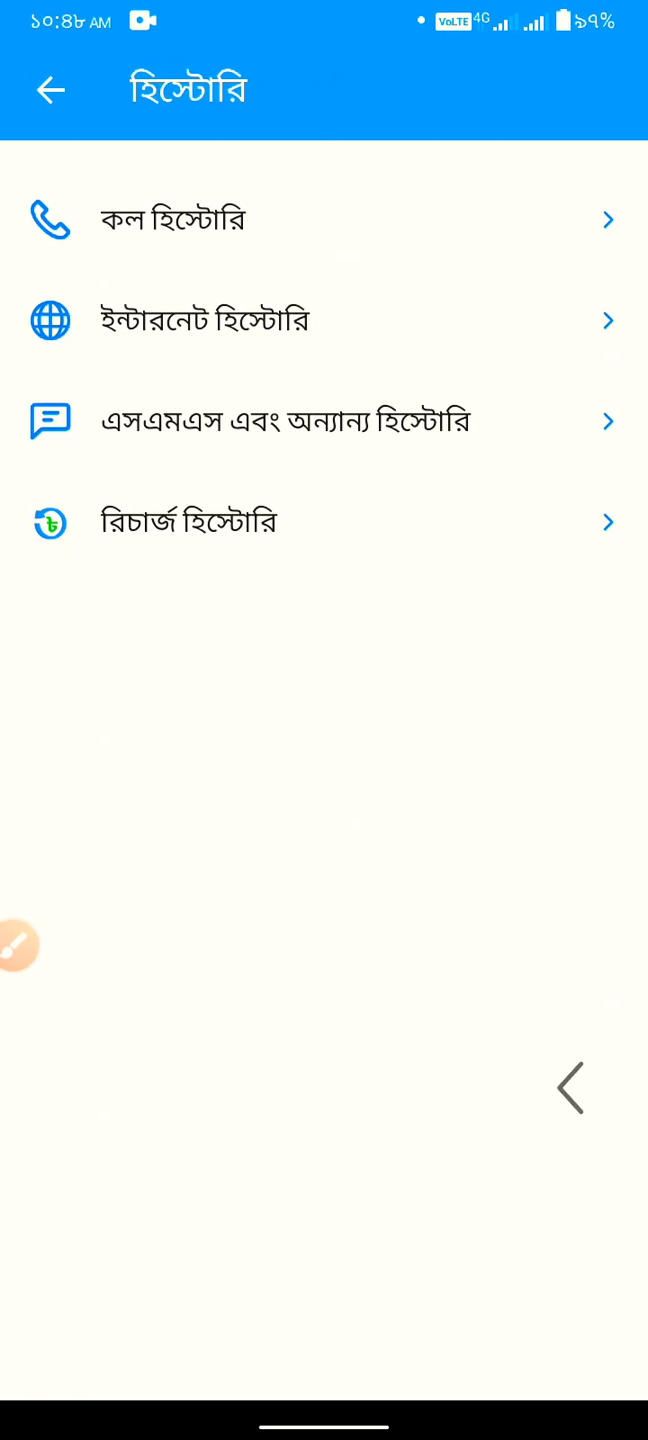 ১০:৪৮ AM VoLTE 4G ৯৭%
হিস্টোরি
কল হিস্টোরি
ইন্টারনেট হিস্টোরি
এসএমএস এবং অন্যান্য হিস্টোরি
৳ রিচার্জ হিস্টোরি